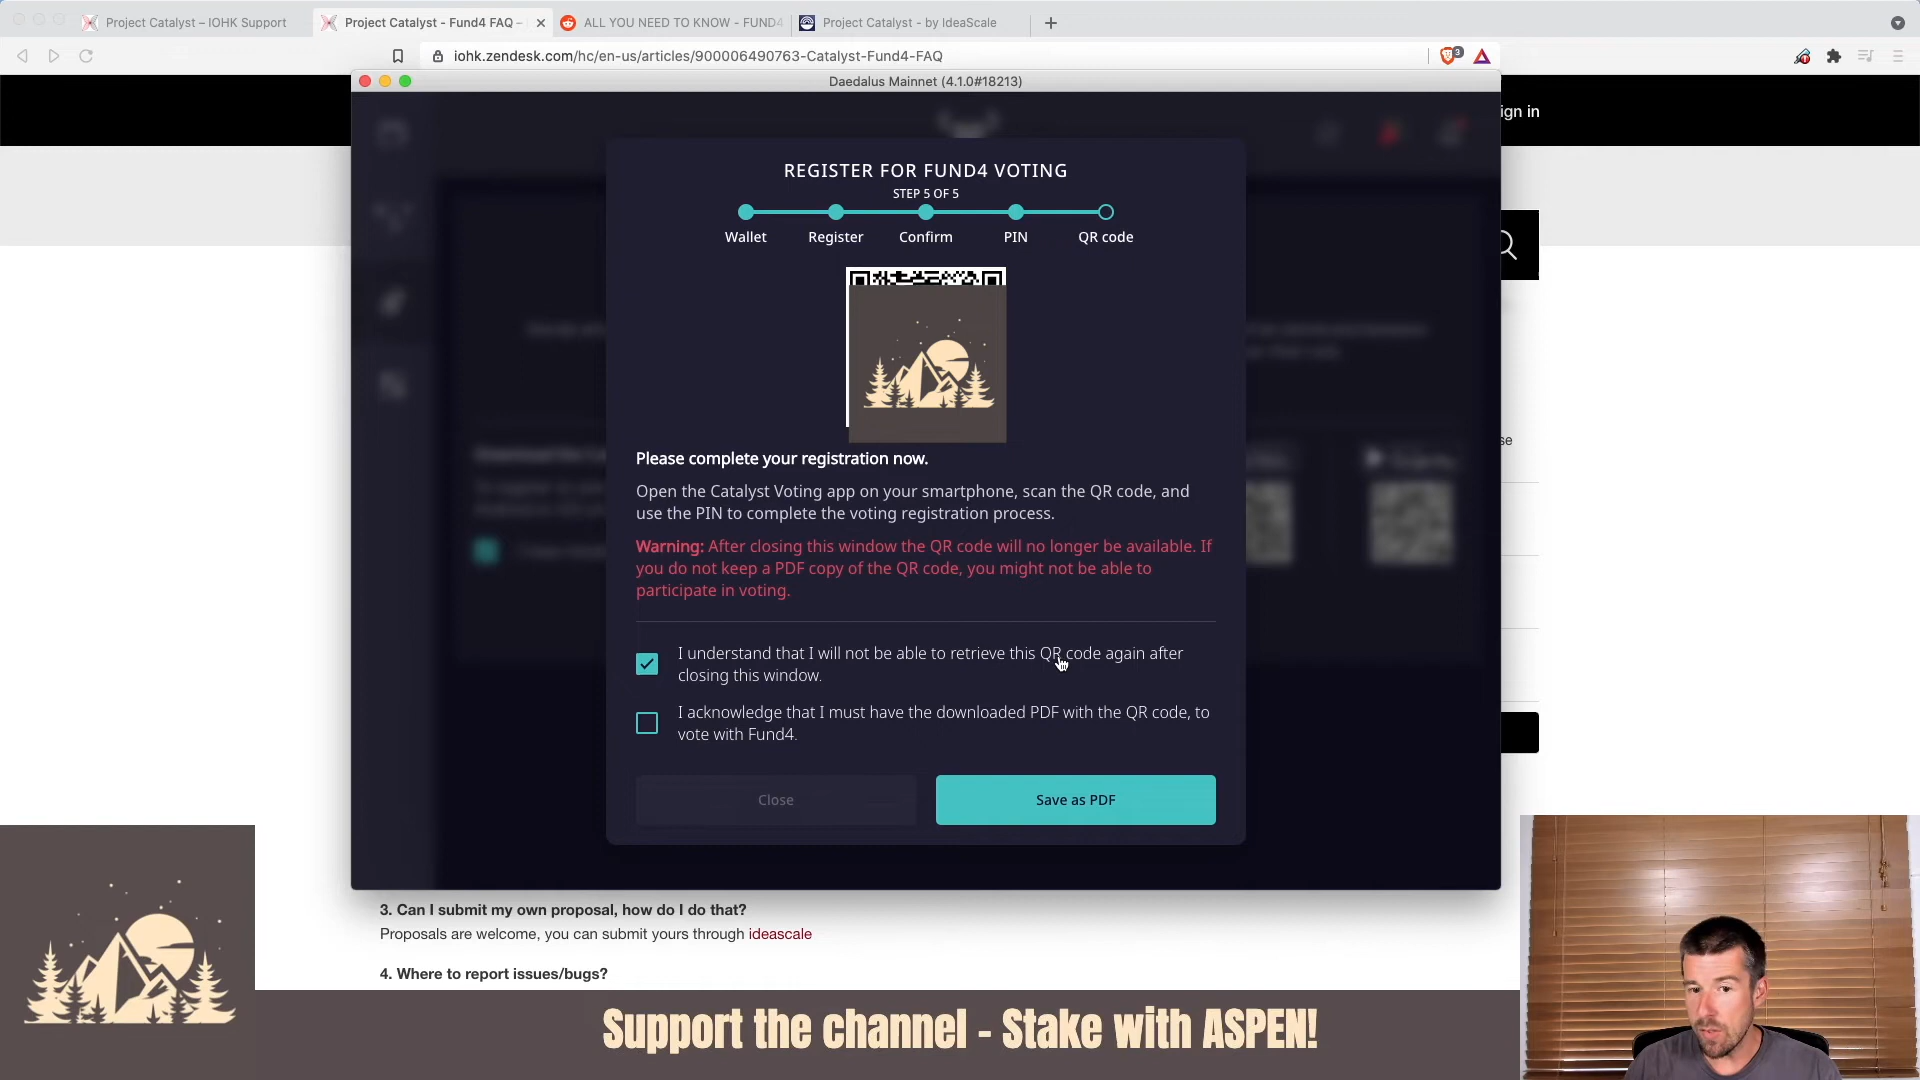 Project Catalyst – IOHK Support
Project Catalyst - Fund4 FAQ –
ALL YOU NEED TO KNOW - FUND4
Project Catalyst - by IdeaScale
iohk.zendesk.com/hc/en-us/articles/900006490763-Catalyst-Fund4-FAQ
3
Daedalus Mainnet (4.1.0#18213)
ign in
REGISTER FOR FUND4 VOTING
STEP 5 OF 5
Wallet Register Confirm PIN QR code
Please complete your registration now.
Open the Catalyst Voting app on your smartphone, scan the QR code, and
use the PIN to complete the voting registration process.
Warning: After closing this window the QR code will no longer be available. If
you do not keep a PDF copy of the QR code, you might not be able to
participate in voting.
se
I understand that I will not be able to retrieve this QR code again after
closing this window.
I acknowledge that I must have the downloaded PDF with the QR code, to
vote with Fund4.
Close
Save as PDF
3. Can I submit my own proposal, how do I do that?
Proposals are welcome, you can submit yours through ideascale
4. Where to report issues/bugs?
Support the channel - Stake with ASPEN!